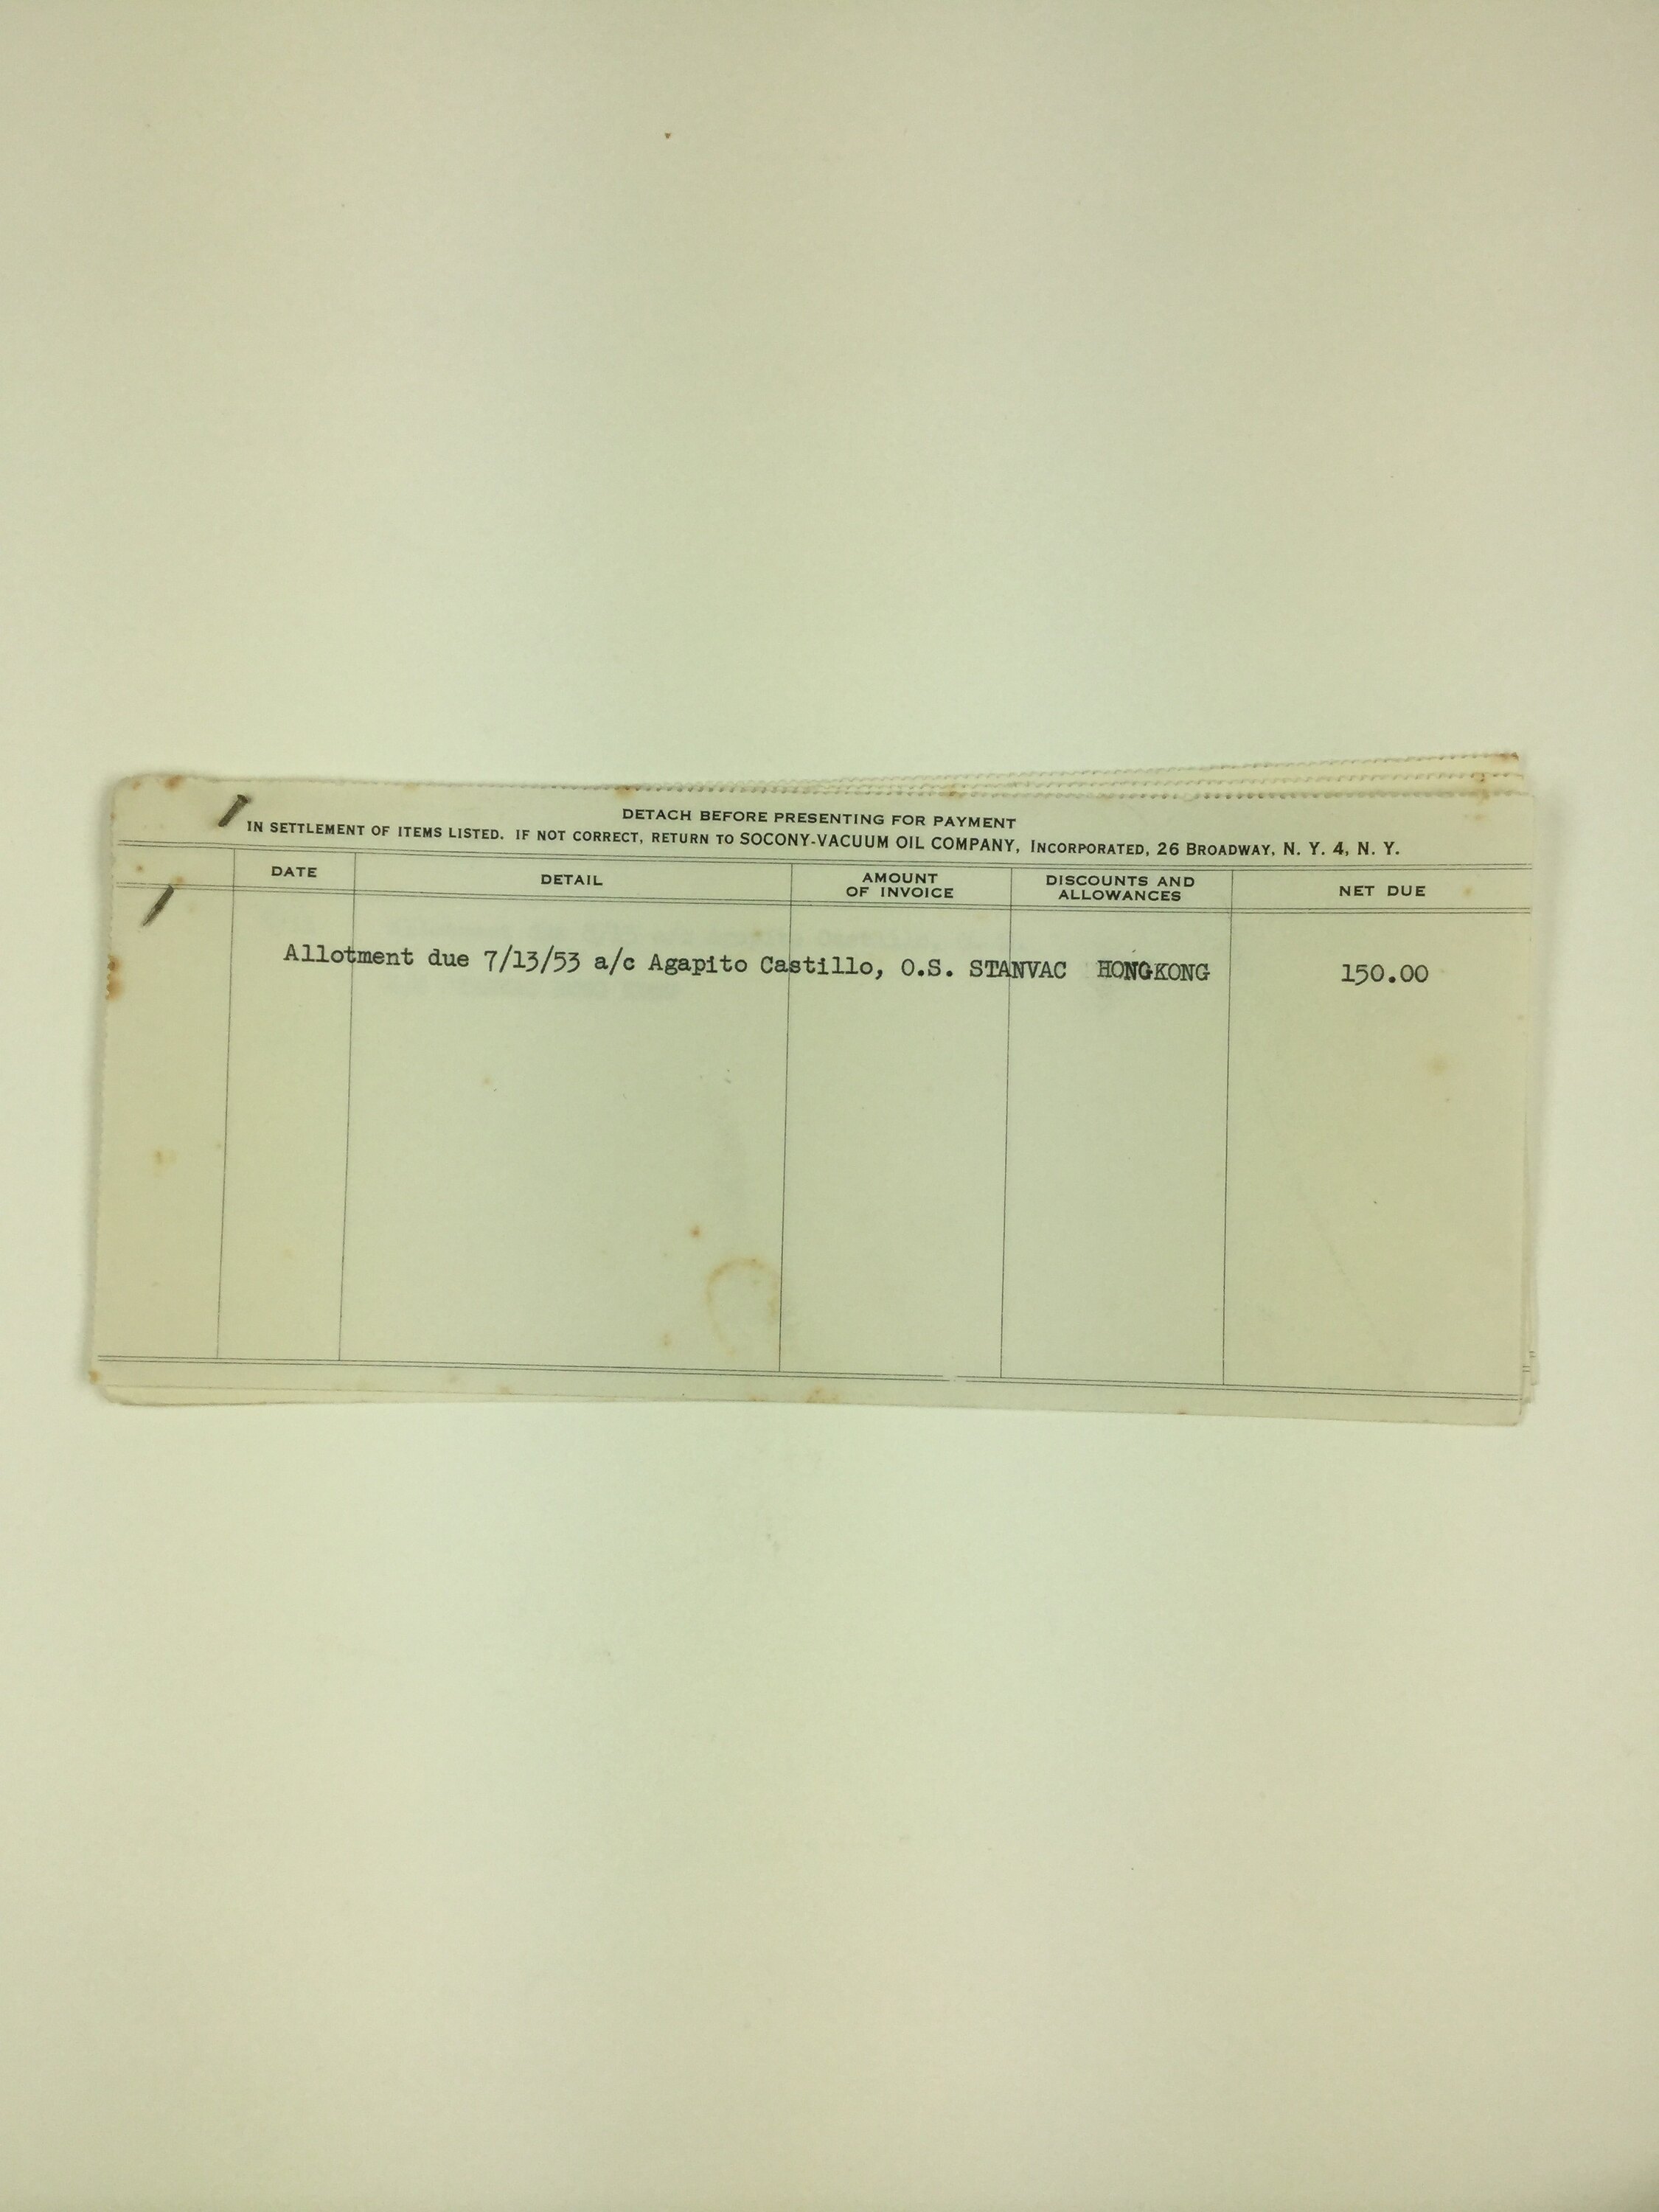 DETACH BEFORE PRESENTING FOR PAYMENT
IN SETTLEMENT OF ITEMS LISTED. IF NOT CORRECT, RETURN TO SOCONY-VACUUM OIL COMPANY, INCORPORATED, 26 BROADWAY, N. Y. 4, N. Y.
DATE DETAIL AMOUNT OF INVOICE DISCOUNTS AND ALLOWANCES NET DUE
Allotment due 7/13/53 a/c Agapito Castillo, O.S. STANVAC HONGKONG 150.00